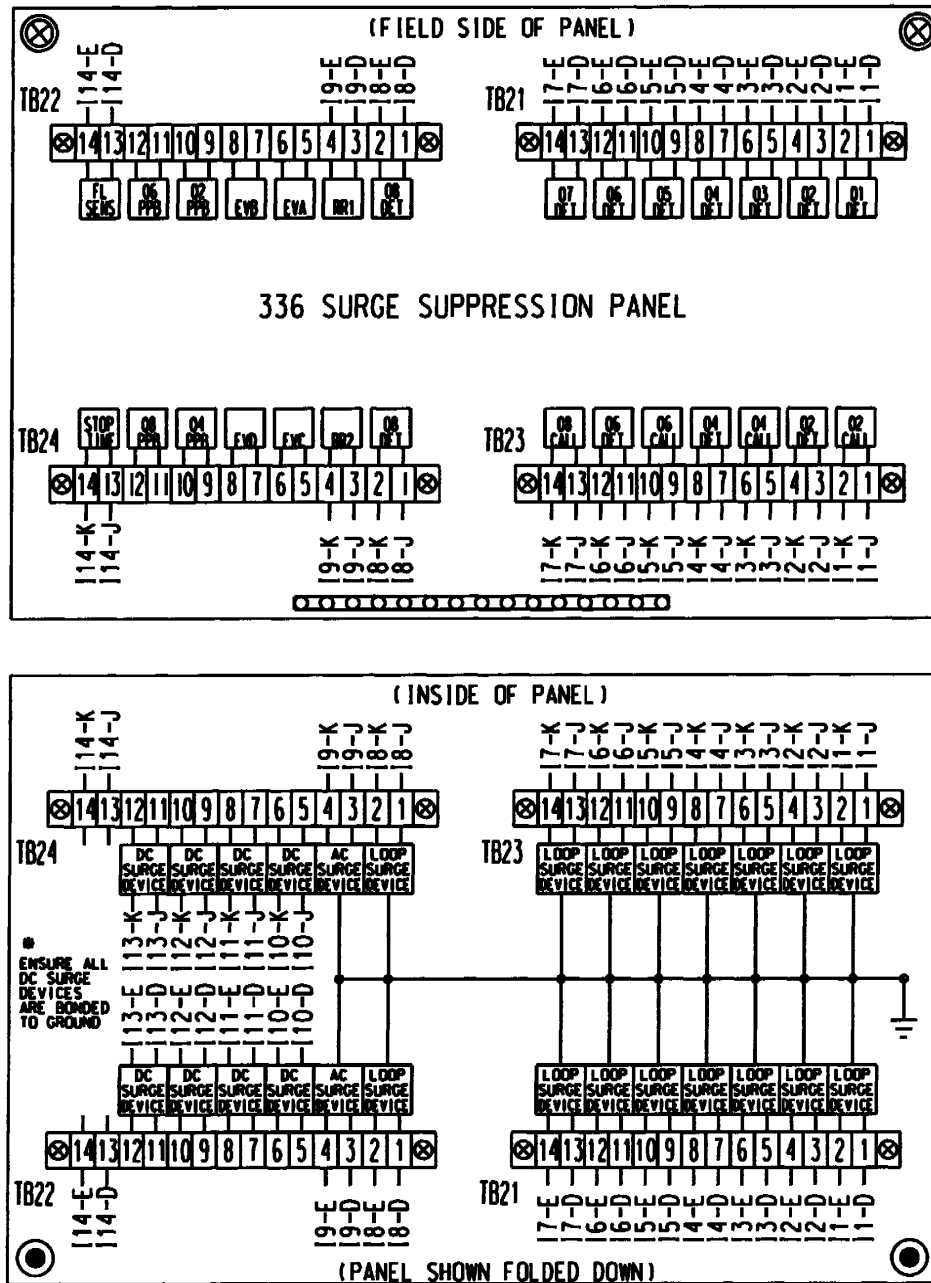 (FIELD SIDE OF PANEL)
I14-E I14-D I9-E I9-D I8-E I8-D
I7-E I7-D I6-E I6-D I5-E I5-D I4-E I4-D I3-E I3-D I2-E I2-D I1-E I1-D
TB22
TB21
14 13 12 11 10 9 8 7 6 5 4 3 2 1
14 13 12 11 10 9 8 7 6 5 4 3 2 1
FL SENS
06 PPB
02 PPB
EVB
EVA
RR1
08 DET
07 DET
06 DET
05 DET
04 DET
03 DET
02 DET
01 DET
336 SURGE SUPPRESSION PANEL
STOP TIME
08 PPB
04 PPB
EVD
EVC
RR2
08 DET
08 CALL
06 DET
06 CALL
04 DET
04 CALL
02 DET
02 CALL
TB24
TB23
14 13 12 11 10 9 8 7 6 5 4 3 2 1
14 13 12 11 10 9 8 7 6 5 4 3 2 1
I14-K I14-J I9-K I9-J I8-K I8-J
I7-K I7-J I6-K I6-J I5-K I5-J I4-K I4-J I3-K I3-J I2-K I2-J I1-K I1-J
(INSIDE OF PANEL)
I14-K I14-J I9-K I9-J I8-K I8-J
I7-K I7-J I6-K I6-J I5-K I5-J I4-K I4-J I3-K I3-J I2-K I2-J I1-K I1-J
14 13 12 11 10 9 8 7 6 5 4 3 2 1
14 13 12 11 10 9 8 7 6 5 4 3 2 1
TB24
TB23
DC DC DC DC AC LOOP
SURGE SURGE SURGE SURGE SURGE SURGE
DEVICE DEVICE DEVICE DEVICE DEVICE DEVICE
LOOP LOOP LOOP LOOP LOOP LOOP LOOP
SURGE SURGE SURGE SURGE SURGE SURGE SURGE
DEVICE DEVICE DEVICE DEVICE DEVICE DEVICE DEVICE
I13-K I13-J I12-K I12-J I11-K I11-J I10-K I10-J
*
ENSURE ALL
DC SURGE
DEVICES
ARE BONDED
TO GROUND
I13-E I13-D I12-E I12-D I11-E I11-D I10-E I10-D
DC DC DC DC AC LOOP
SURGE SURGE SURGE SURGE SURGE SURGE
DEVICE DEVICE DEVICE DEVICE DEVICE DEVICE
LOOP LOOP LOOP LOOP LOOP LOOP LOOP
SURGE SURGE SURGE SURGE SURGE SURGE SURGE
DEVICE DEVICE DEVICE DEVICE DEVICE DEVICE DEVICE
14 13 12 11 10 9 8 7 6 5 4 3 2 1
14 13 12 11 10 9 8 7 6 5 4 3 2 1
TB22
TB21
I14-E I14-D I9-E I9-D I8-E I8-D
I7-E I7-D I6-E I6-D I5-E I5-D I4-E I4-D I3-E I3-D I2-E I2-D I1-E I1-D
(PANEL SHOWN FOLDED DOWN)